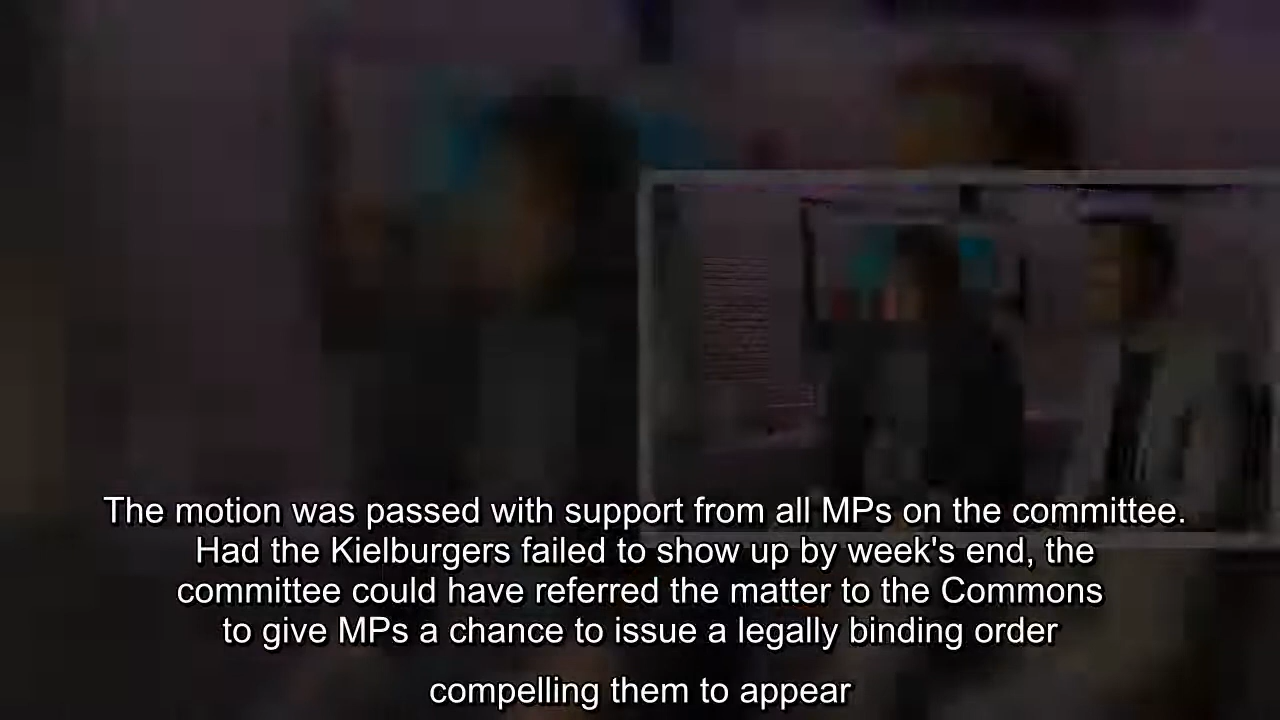 The motion was passed with support from all MPs on the committee.
Had the Kielburgers failed to show up by week's end, the
committee could have referred the matter to the Commons
to give MPs a chance to issue a legally binding order
compelling them to appear